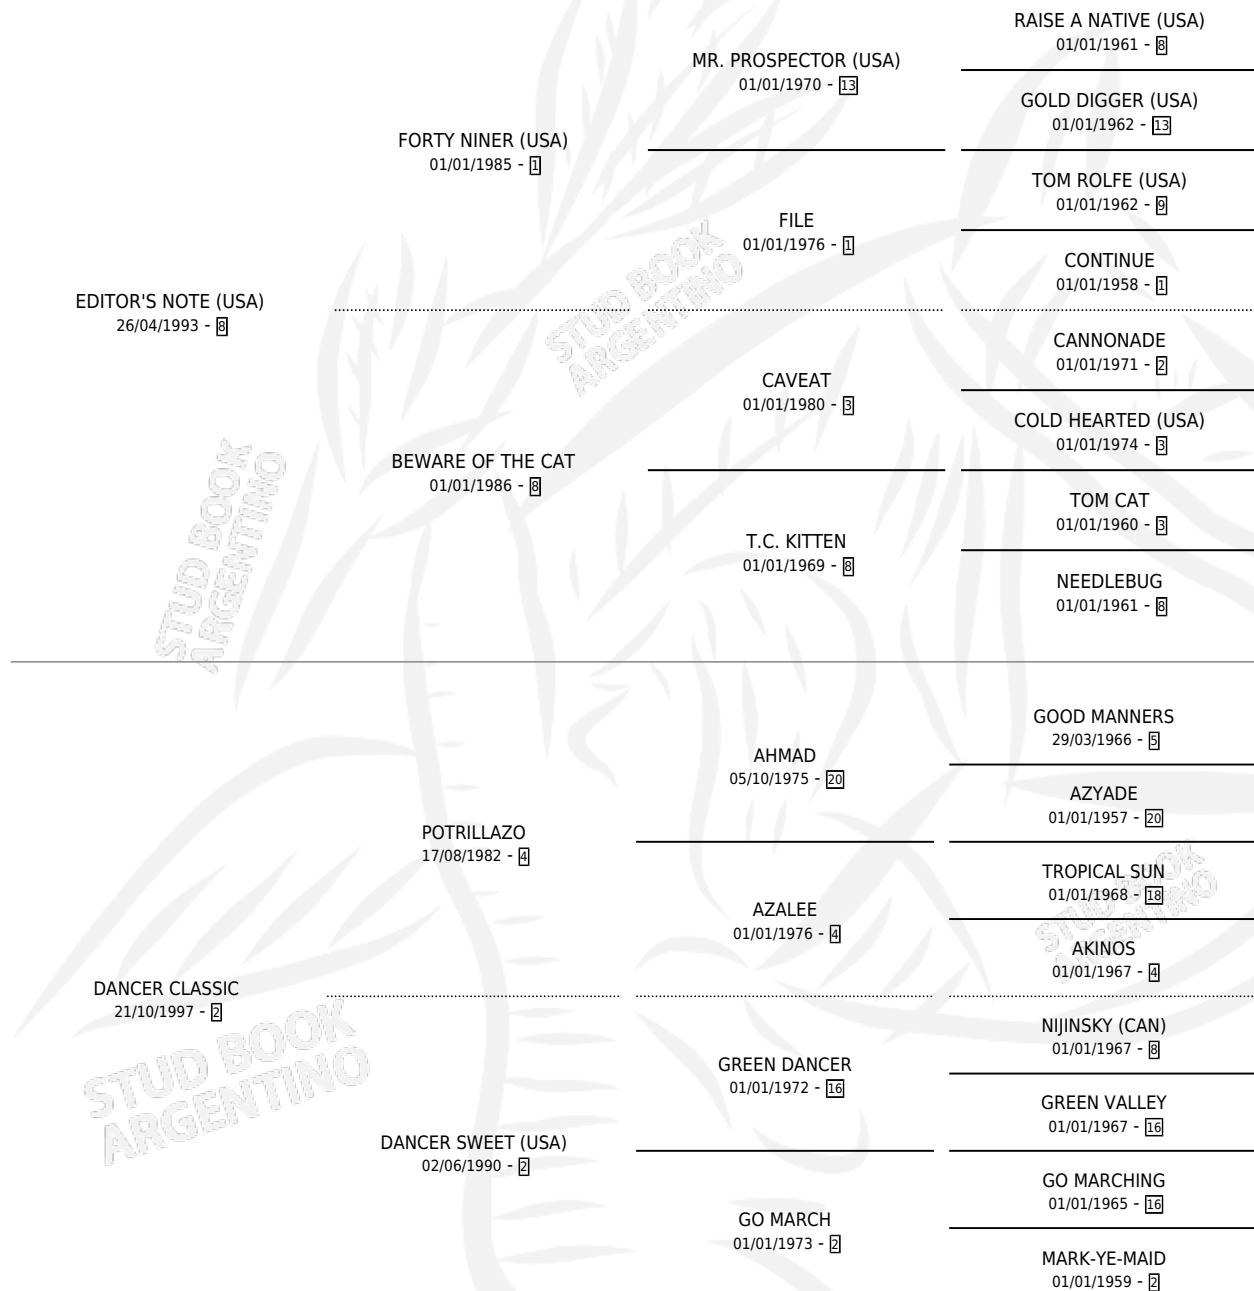 RAISE A NATIVE (USA)
01/01/1961 - 8
MR. PROSPECTOR (USA)
01/01/1970 - 13
GOLD DIGGER (USA)
01/01/1962 - 13
FORTY NINER (USA)
01/01/1985 - 1
TOM ROLFE (USA)
01/01/1962 - 9
FILE
01/01/1976 - 1
CONTINUE
01/01/1958 - 1
EDITOR'S NOTE (USA)
26/04/1993 - 8
CANNONADE
01/01/1971 - 2
CAVEAT
01/01/1980 - 3
COLD HEARTED (USA)
01/01/1974 - 3
BEWARE OF THE CAT
01/01/1986 - 8
TOM CAT
01/01/1960 - 3
T.C. KITTEN
01/01/1969 - 8
NEEDLEBUG
01/01/1961 - 8
GOOD MANNERS
29/03/1966 - 5
AHMAD
05/10/1975 - 20
AZYADE
01/01/1957 - 20
POTRILLAZO
17/08/1982 - 4
TROPICAL SUN
01/01/1968 - 18
AZALEE
01/01/1976 - 4
AKINOS
01/01/1967 - 4
DANCER CLASSIC
21/10/1997 - 2
NIJINSKY (CAN)
01/01/1967 - 8
GREEN DANCER
01/01/1972 - 16
GREEN VALLEY
01/01/1967 - 16
DANCER SWEET (USA)
02/06/1990 - 2
GO MARCHING
01/01/1965 - 16
GO MARCH
01/01/1973 - 2
MARK-YE-MAID
01/01/1959 - 2
STUD BOOK
ARGENTINO
STUD BOOK
ARGENTINO
STUD BOOK
ARGENTINO
STUD BOOK
ARGENTINO